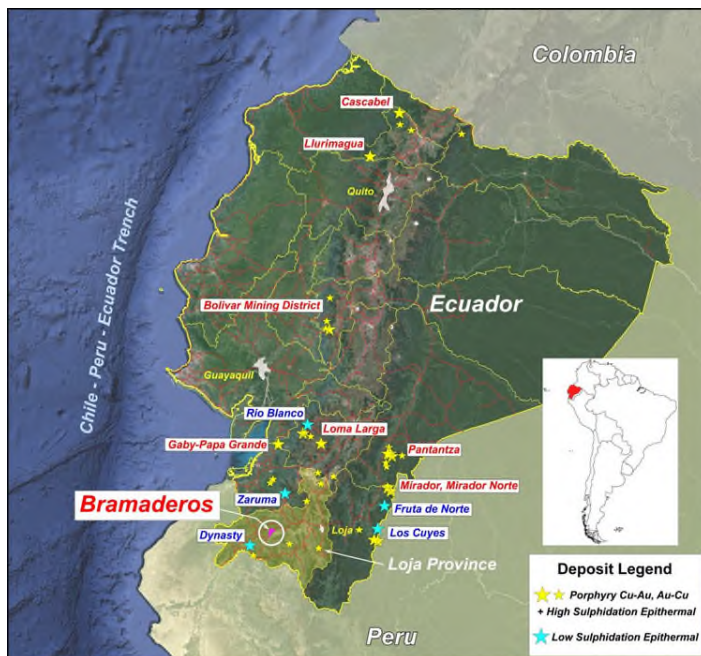 Colombia
Cascabel
Llurimagua
Quito
Chile - Peru - Ecuador Trench
Bolivar Mining District
Ecuador
Guayaquil
Rio Blanco
Loma Larga
Gaby-Papa Grande
Pantantza
Mirador, Mirador Norte
Zaruma
Fruta de Norte
Bramaderos
Loja
Los Cuyes
Dynasty
Loja Province
Peru
Deposit Legend
Porphyry Cu-Au, Au-Cu
High Sulphidation Epithermal
Low Sulphidation Epithermal